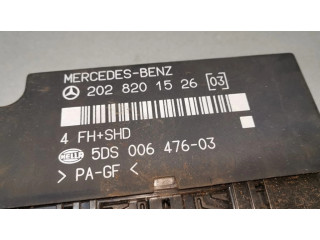 MERCEDES-BENZ
202 820 15 26 03
4 FH+SHD
HELLA 5DS 006 476-03
> PA-GF <